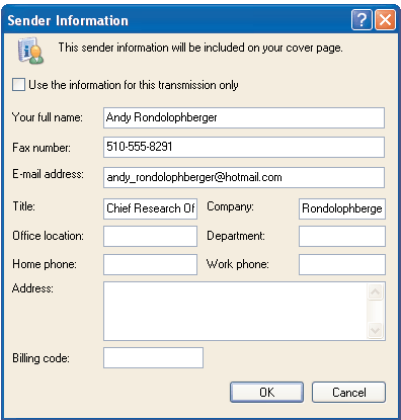 Sender Information
This sender information will be included on your cover page.
Use the information for this transmission only
Your full name: Andy Rondolophberger
Fax number: 510-555-8291
E-mail address: andy_rondolophberger@hotmail.com
Title: Chief Research Of Company: Rondolophberge
Office location: Department:
Home phone: Work phone:
Address:
Billing code:
OK Cancel